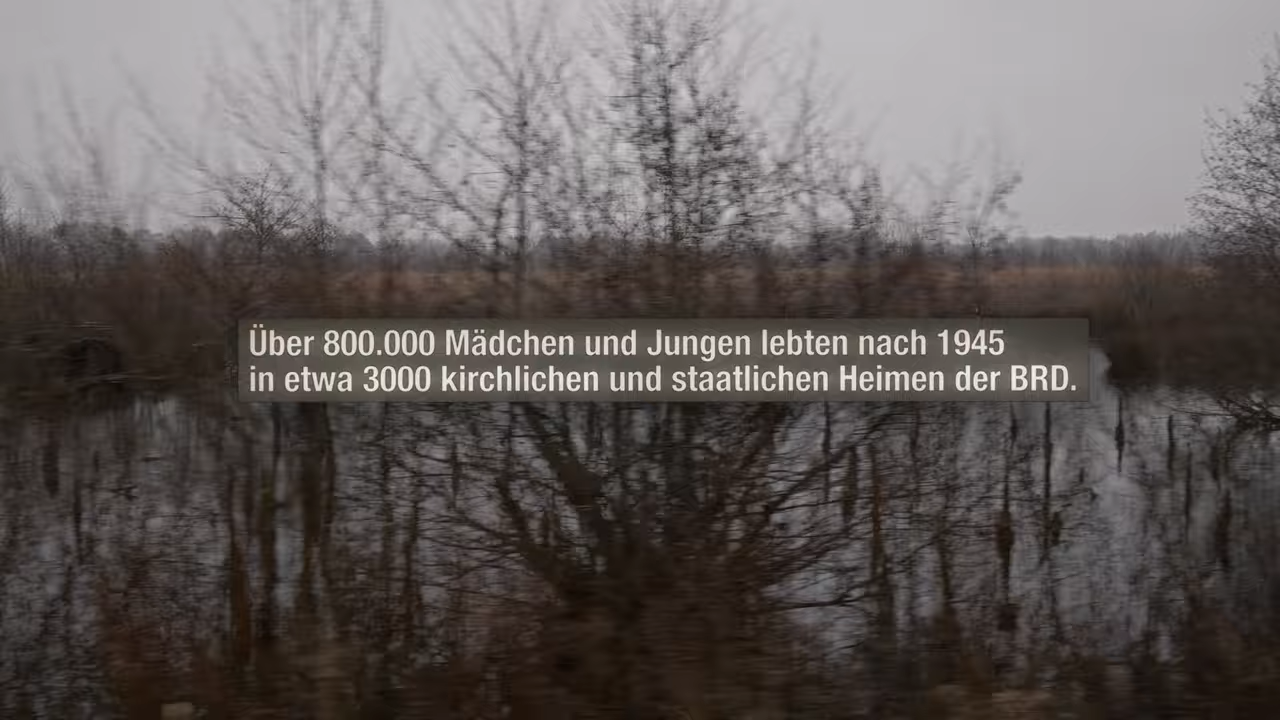 Über 800.000 Mädchen und Jungen lebten nach 1945
in etwa 3000 kirchlichen und staatlichen Heimen der BRD.